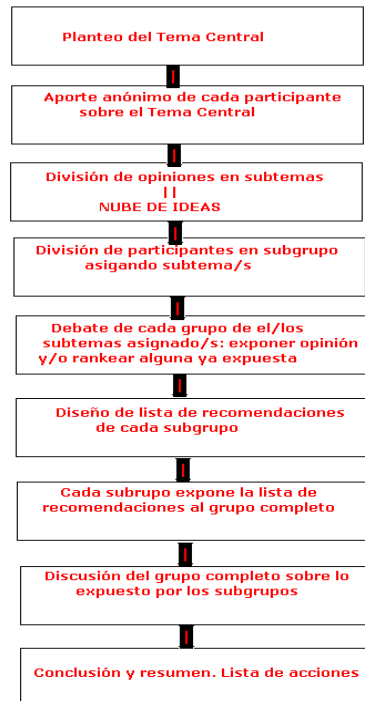 Planteo del Tema Central
Aporte anónimo de cada participante
sobre el Tema Central
División de opiniones en subtemas
||
NUBE DE IDEAS
División de participantes en subgrupo
asigando subtema/s
Debate de cada grupo de el/los
subtemas asignado/s: exponer opinión
y/o rankear alguna ya expuesta
Diseño de lista de recomendaciones
de cada subgrupo
Cada subrupo expone la lista de
recomendaciones al grupo completo
Discusión del grupo completo sobre lo
expuesto por los subgrupos
Conclusión y resumen. Lista de acciones